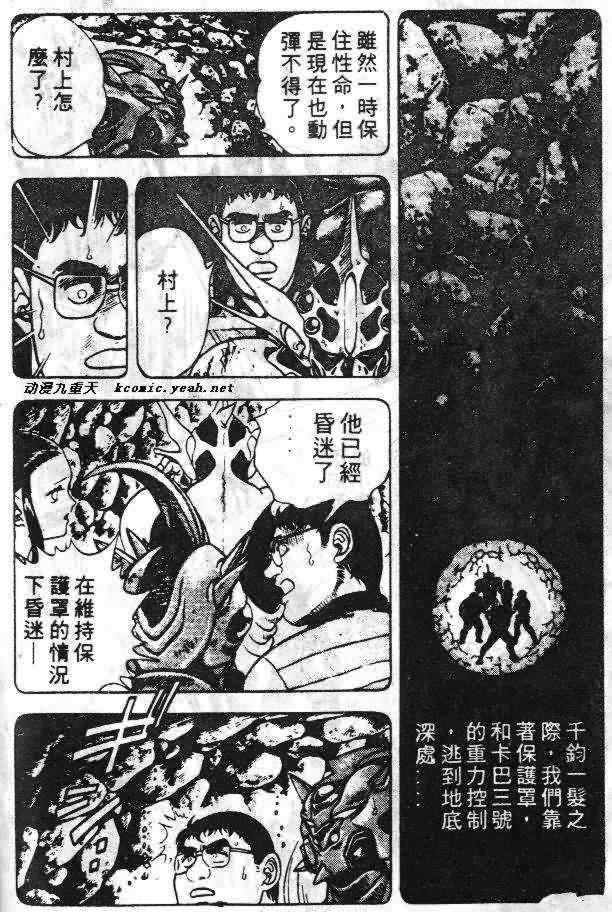 千鈞一髮之
際，我們靠
著保護罩，
和卡巴三號
的重力控制
，逃到地底
深處……
雖然一時保
住性命，但
是現在也動
彈不得了。
村上怎
麼了？
村上？
动漫九重天 kcomic.yeah.net
他已經
昏迷了
……
在維持保
護罩的情況
下昏迷—